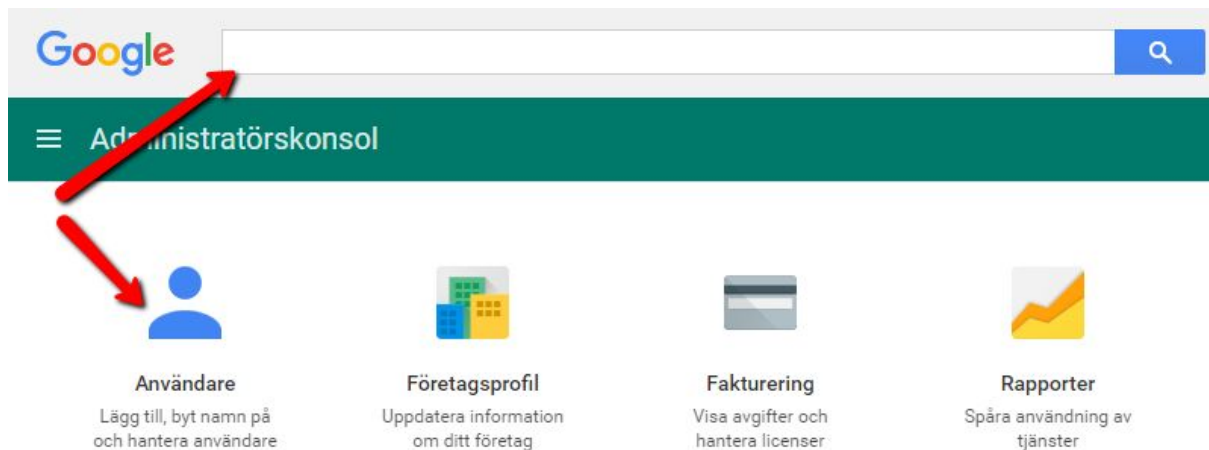 Google
Administratörskonsol
Användare
Lägg till, byt namn på
och hantera användare
Företagsprofil
Uppdatera information
om ditt företag
Fakturering
Visa avgifter och
hantera licenser
Rapporter
Spåra användning av
tjänster